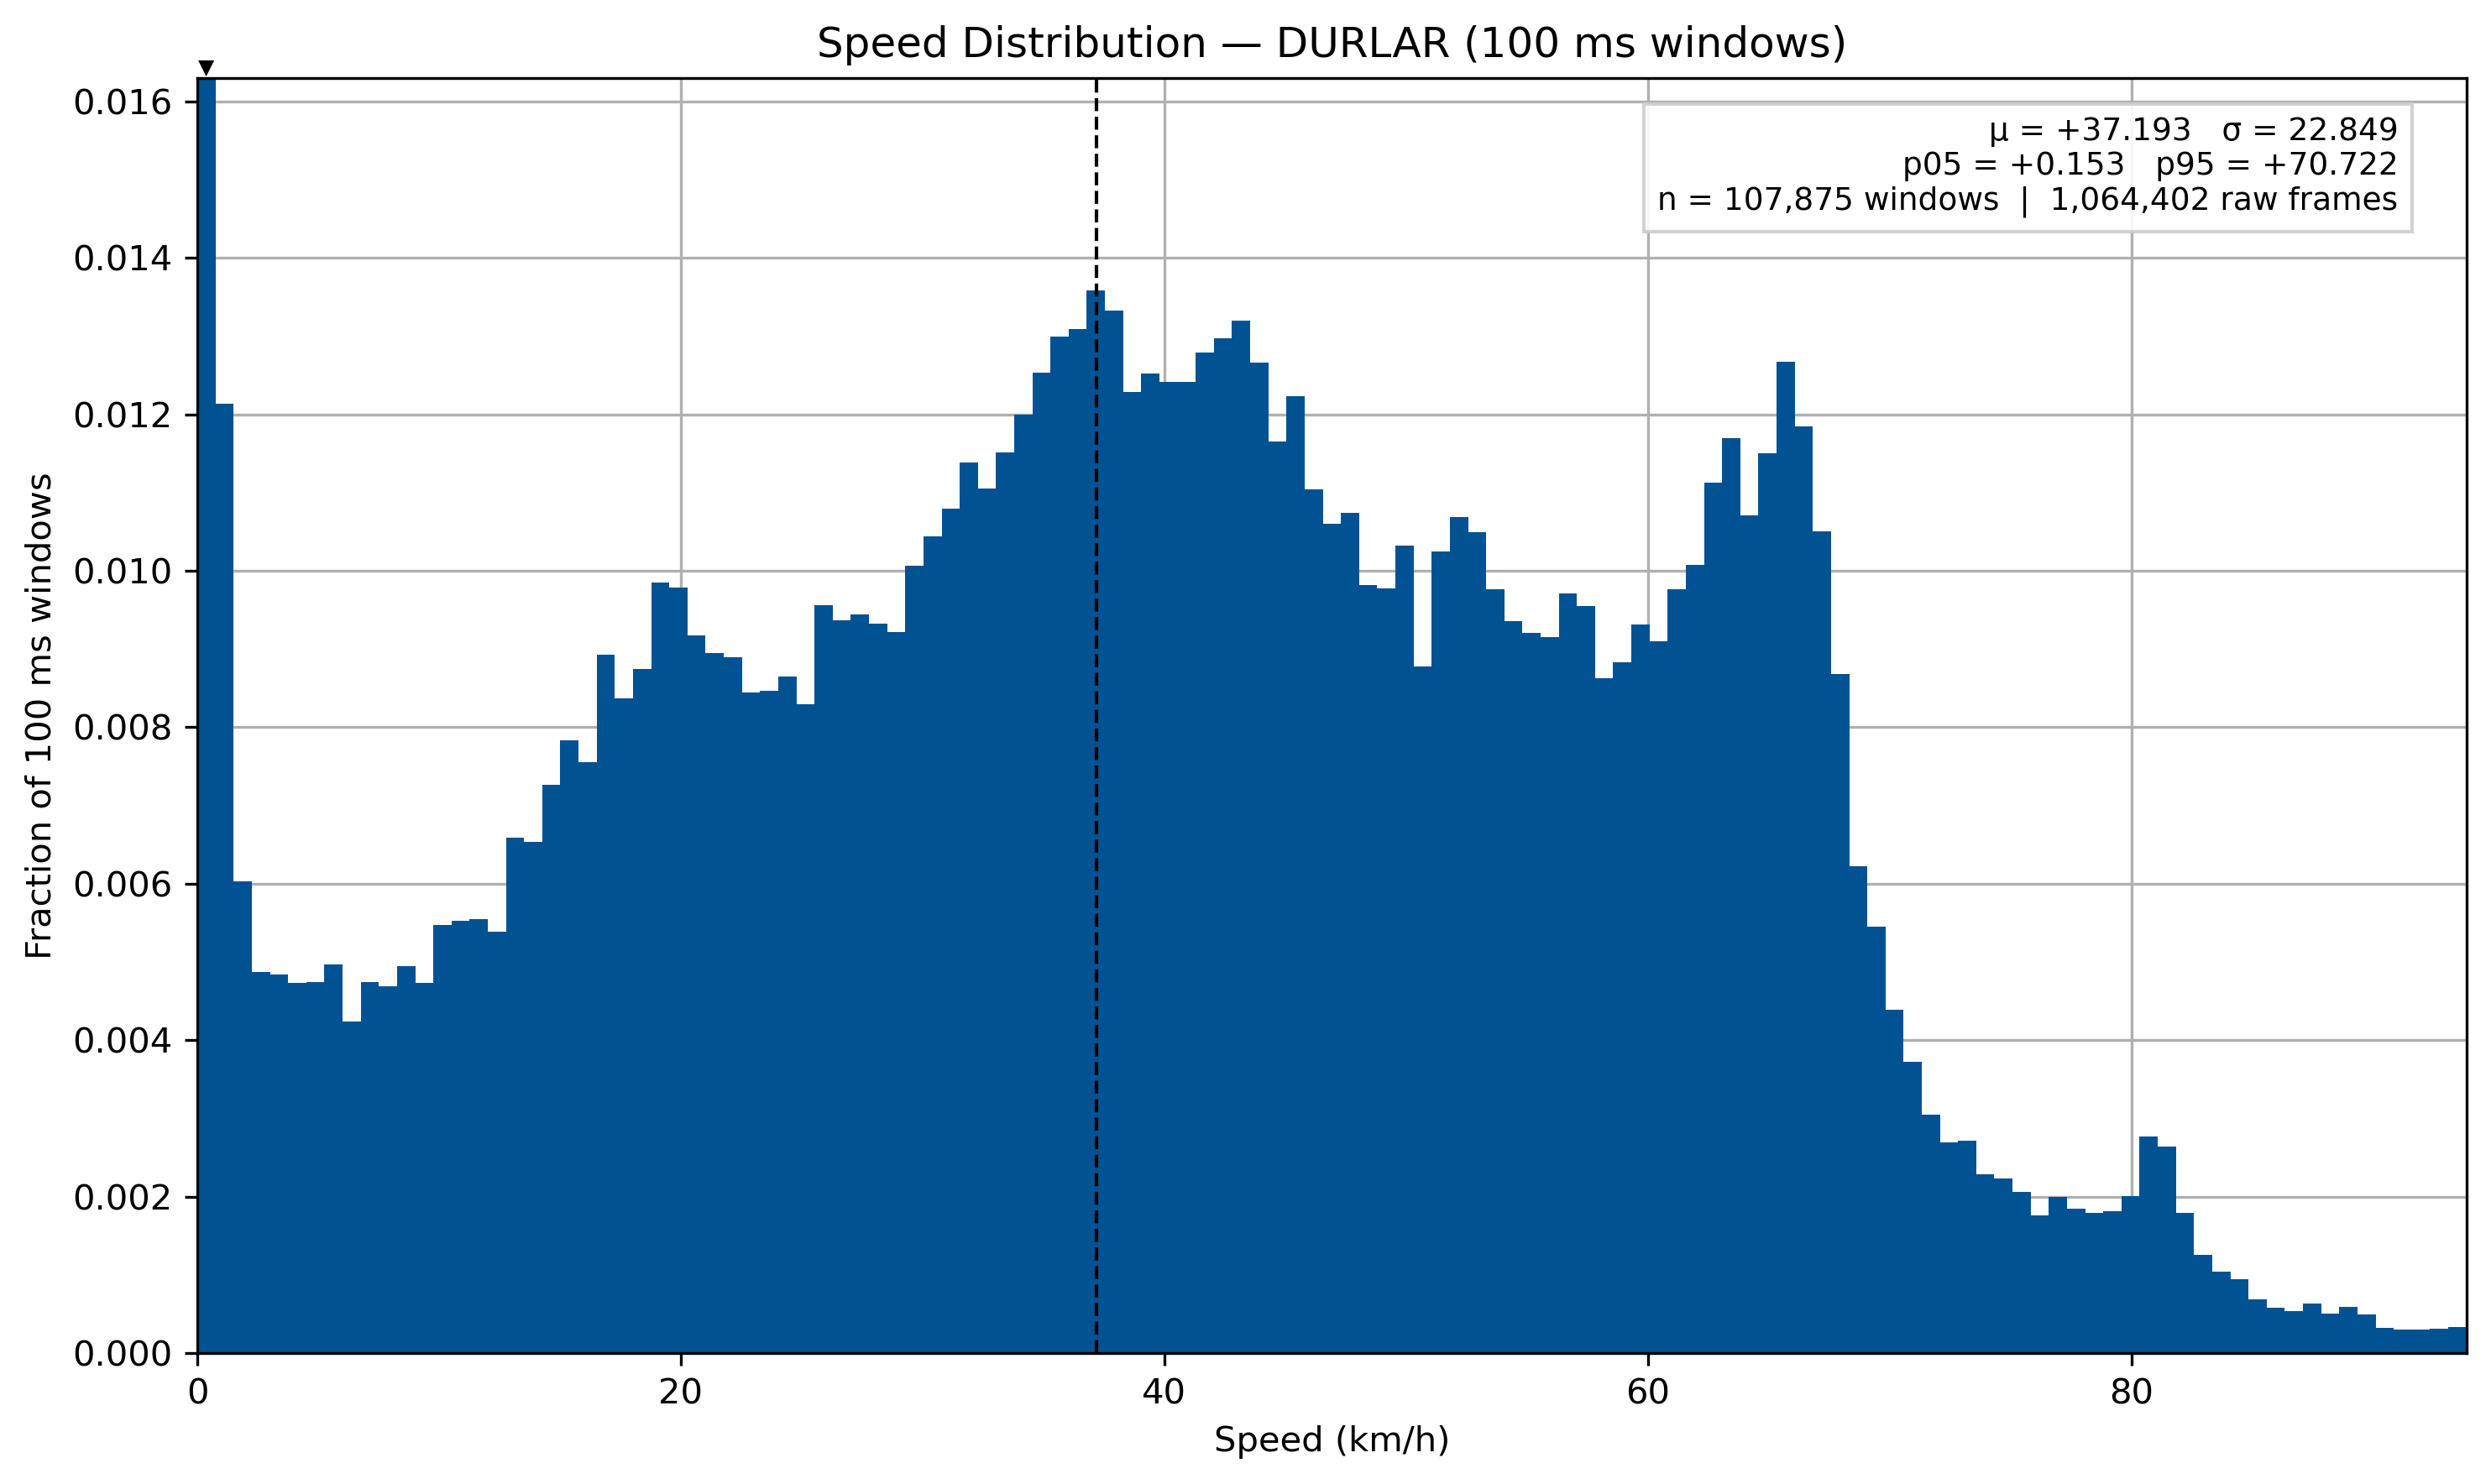 Speed Distribution — DURLAR (100 ms windows)
μ = +37.193   σ = 22.849
p05 = +0.153   p95 = +70.722
n = 107,875 windows  |  1,064,402 raw frames
Fraction of 100 ms windows
0.016
0.014
0.012
0.010
0.008
0.006
0.004
0.002
0.000
0 20 40 60 80
Speed (km/h)